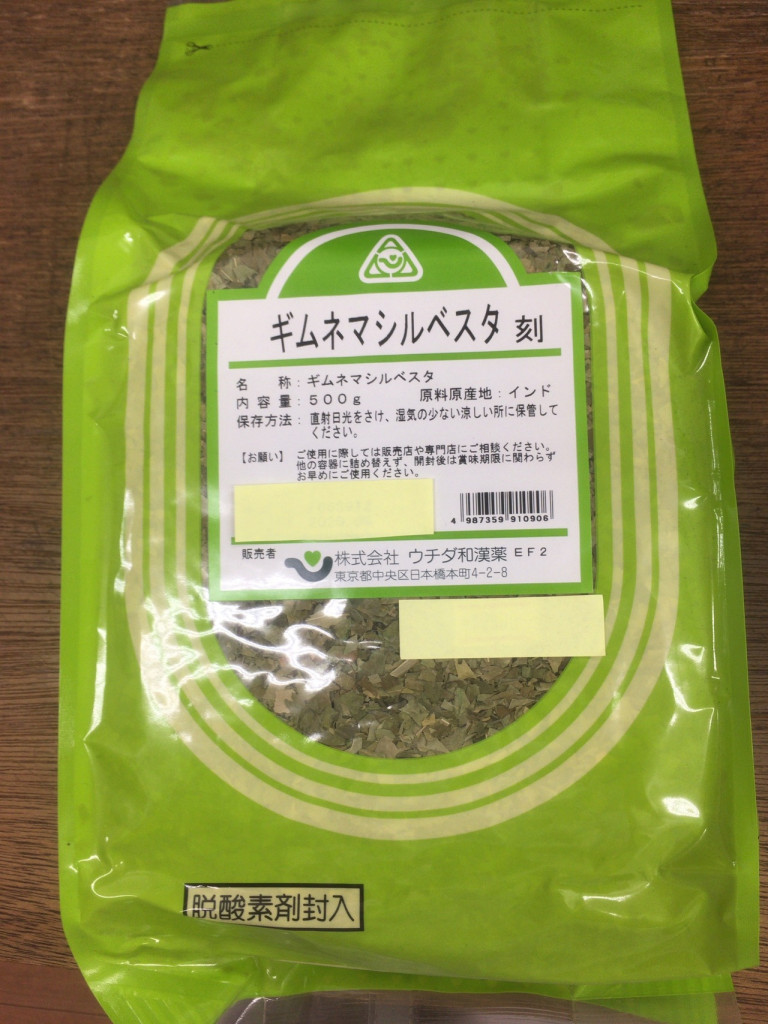 ギムネマシルベスタ 刻
名 称：ギムネマシルベスタ
内 容 量：５００ｇ 原料原産地：インド
保存方法：直射日光をさけ、湿気の少ない涼しい所に保管して
ください。
【お願い】 ご使用に際しては販売店や専門店にご相談ください。
他の容器に詰め替えず、開封後は賞味期限に関わらず
お早めにご使用ください。
4 987359 910906
販売者 株式会社 ウチダ和漢薬 ＥＦ２
東京都中央区日本橋本町4-2-8
脱酸素剤封入